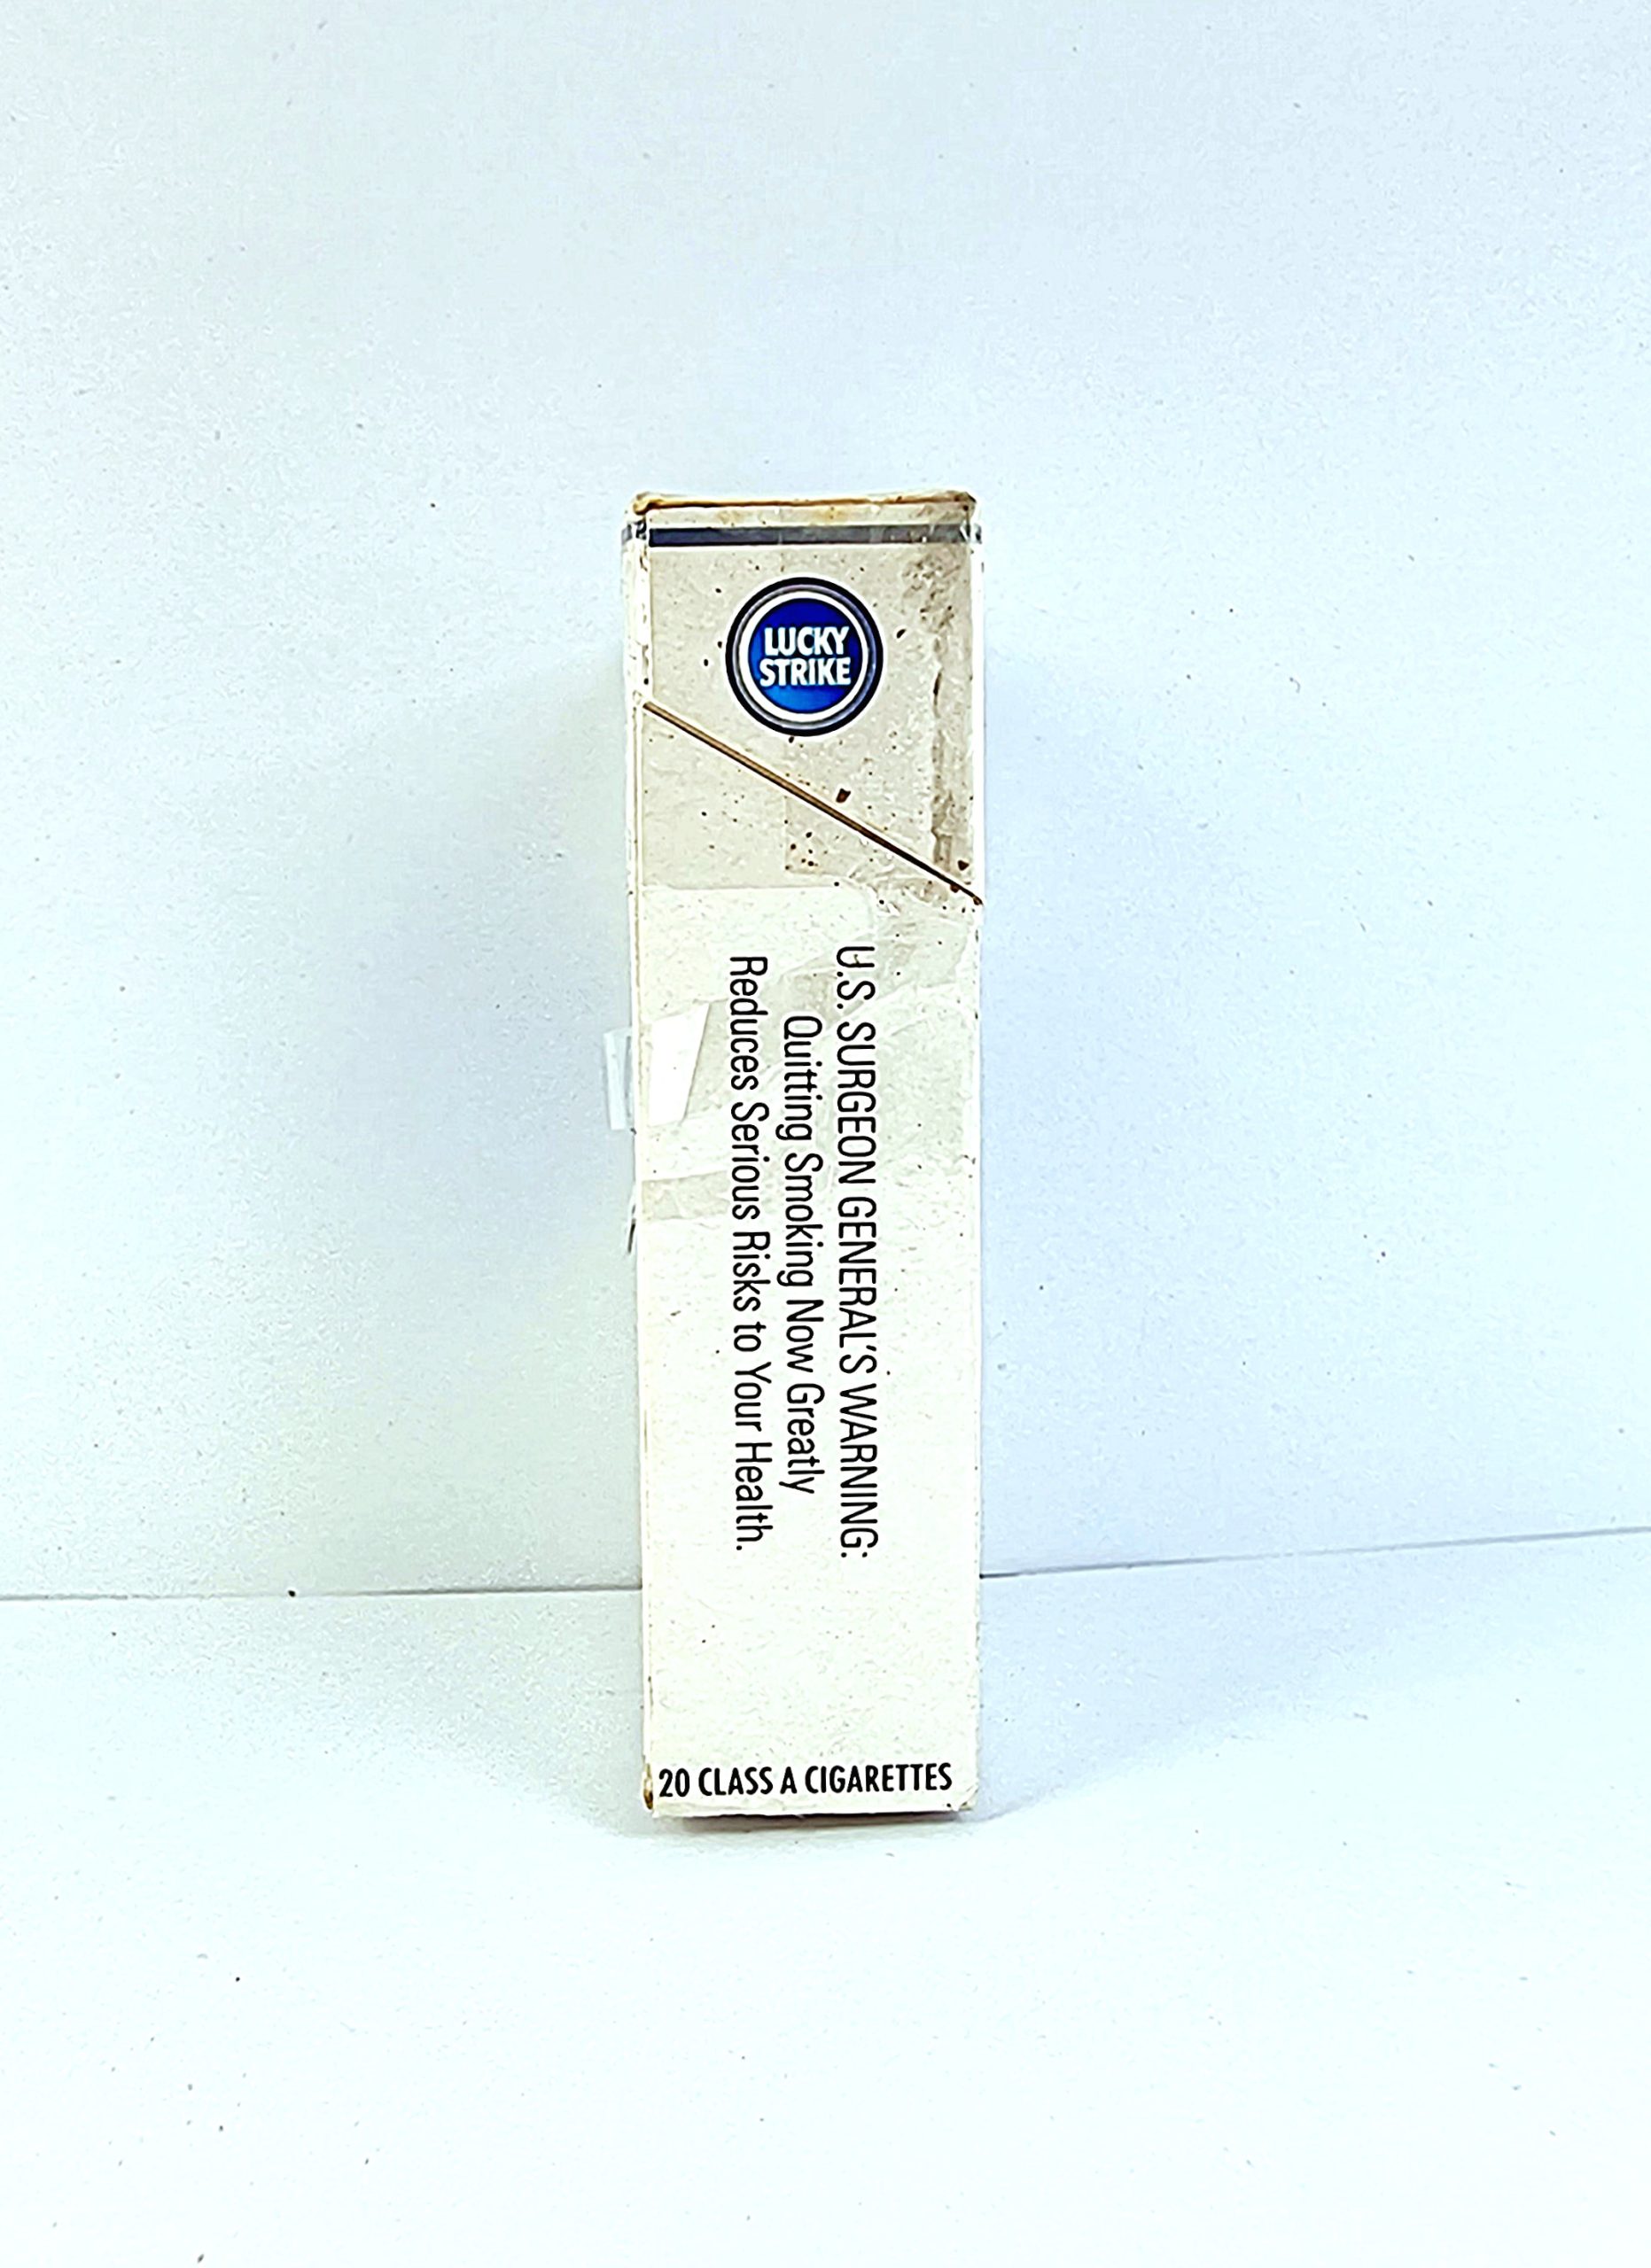 LUCKY
STRIKE
U.S. SURGEON GENERAL'S WARNING:
Quitting Smoking Now Greatly
Reduces Serious Risks to Your Health.
20 CLASS A CIGARETTES